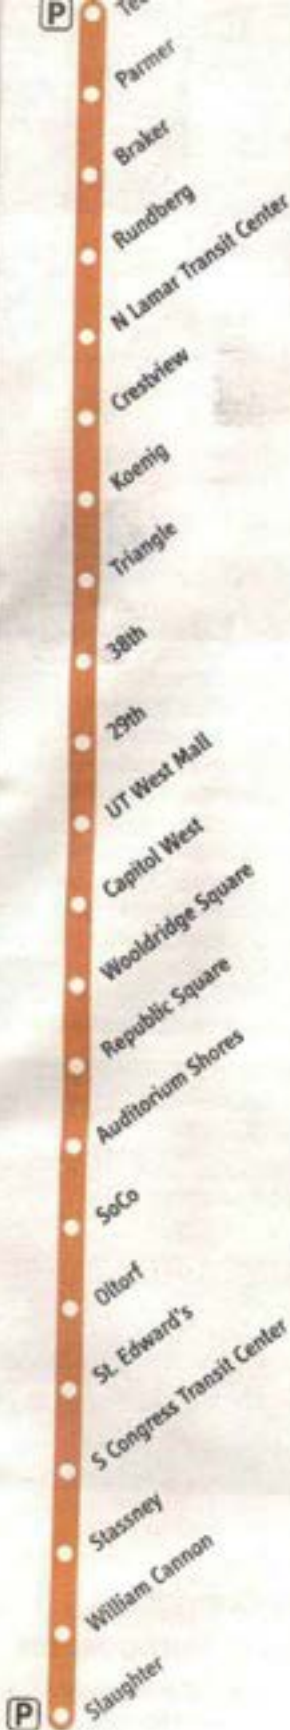 P
Parmer
Braker
Rundberg
N Lamar Transit Center
Crestview
Koenig
Triangle
38th
29th
UT West Mall
Capitol West
Wooldridge Square
Republic Square
Auditorium Shores
SoCo
Oltorf
St. Edward's
S Congress Transit Center
Stassney
William Cannon
Slaughter
P